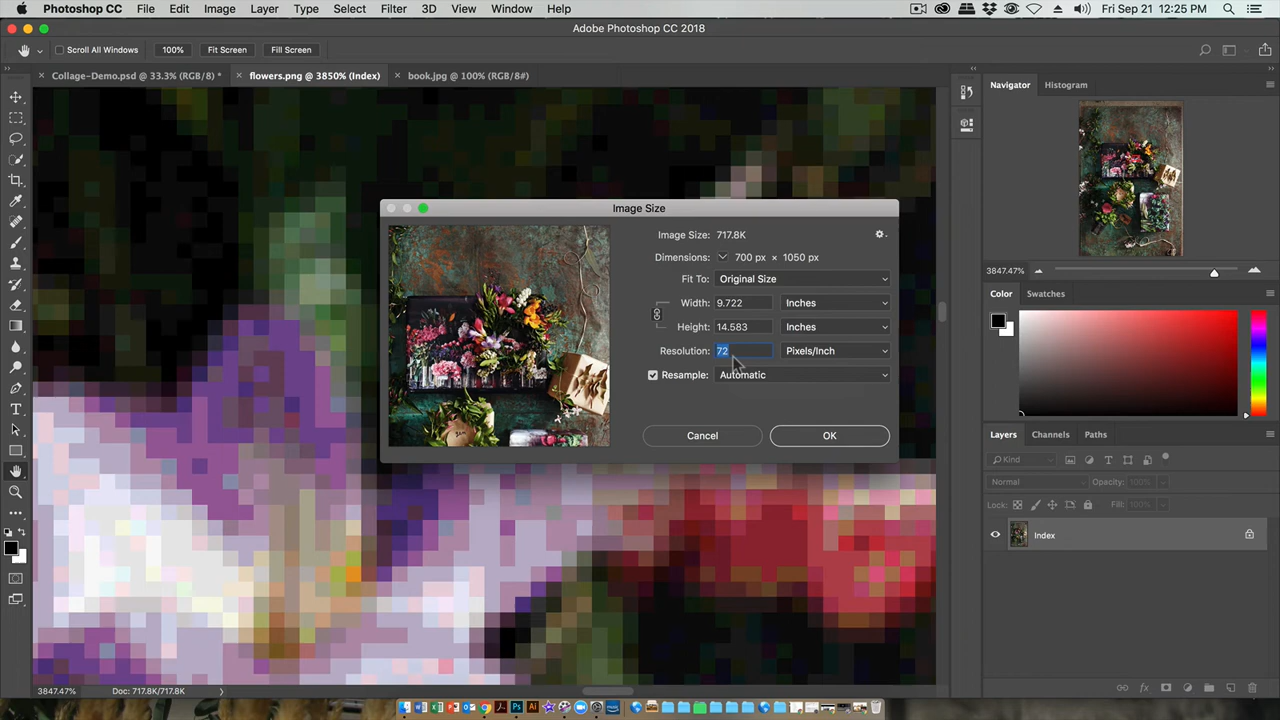 Photoshop CC File Edit Image Layer Type Select Filter 3D View Window Help Fri Sep 21 12:25 PM
Adobe Photoshop CC 2018
Scroll All Windows 100% Fit Screen Fill Screen
Collage-Demo.psd @ 33.3% (RGB/8) * flowers.png @ 3850% (Index) book.jpg @ 100% (RGB/8#)
Navigator Histogram
3847.47%
Color Swatches
Image Size
Image Size: 717.8K
Dimensions: 700 px × 1050 px
Fit To: Original Size
Width: 9.722 Inches
Height: 14.583 Inches
Resolution: 72 Pixels/Inch
Resample: Automatic
Cancel OK
Layers Channels Paths
Kind
Normal Opacity: 100%
Lock: Fill: 100%
Index
3847.47% Doc: 717.8K/717.8K